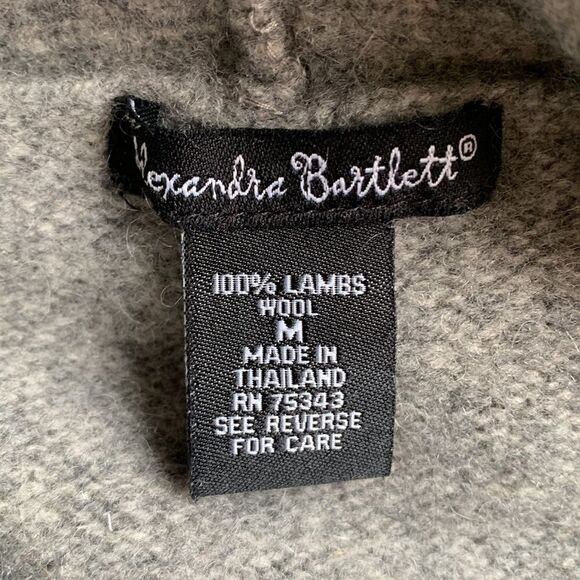 Alexandra Bartlett®
100% LAMBS
WOOL
M
MADE IN
THAILAND
RN 75343
SEE REVERSE
FOR CARE